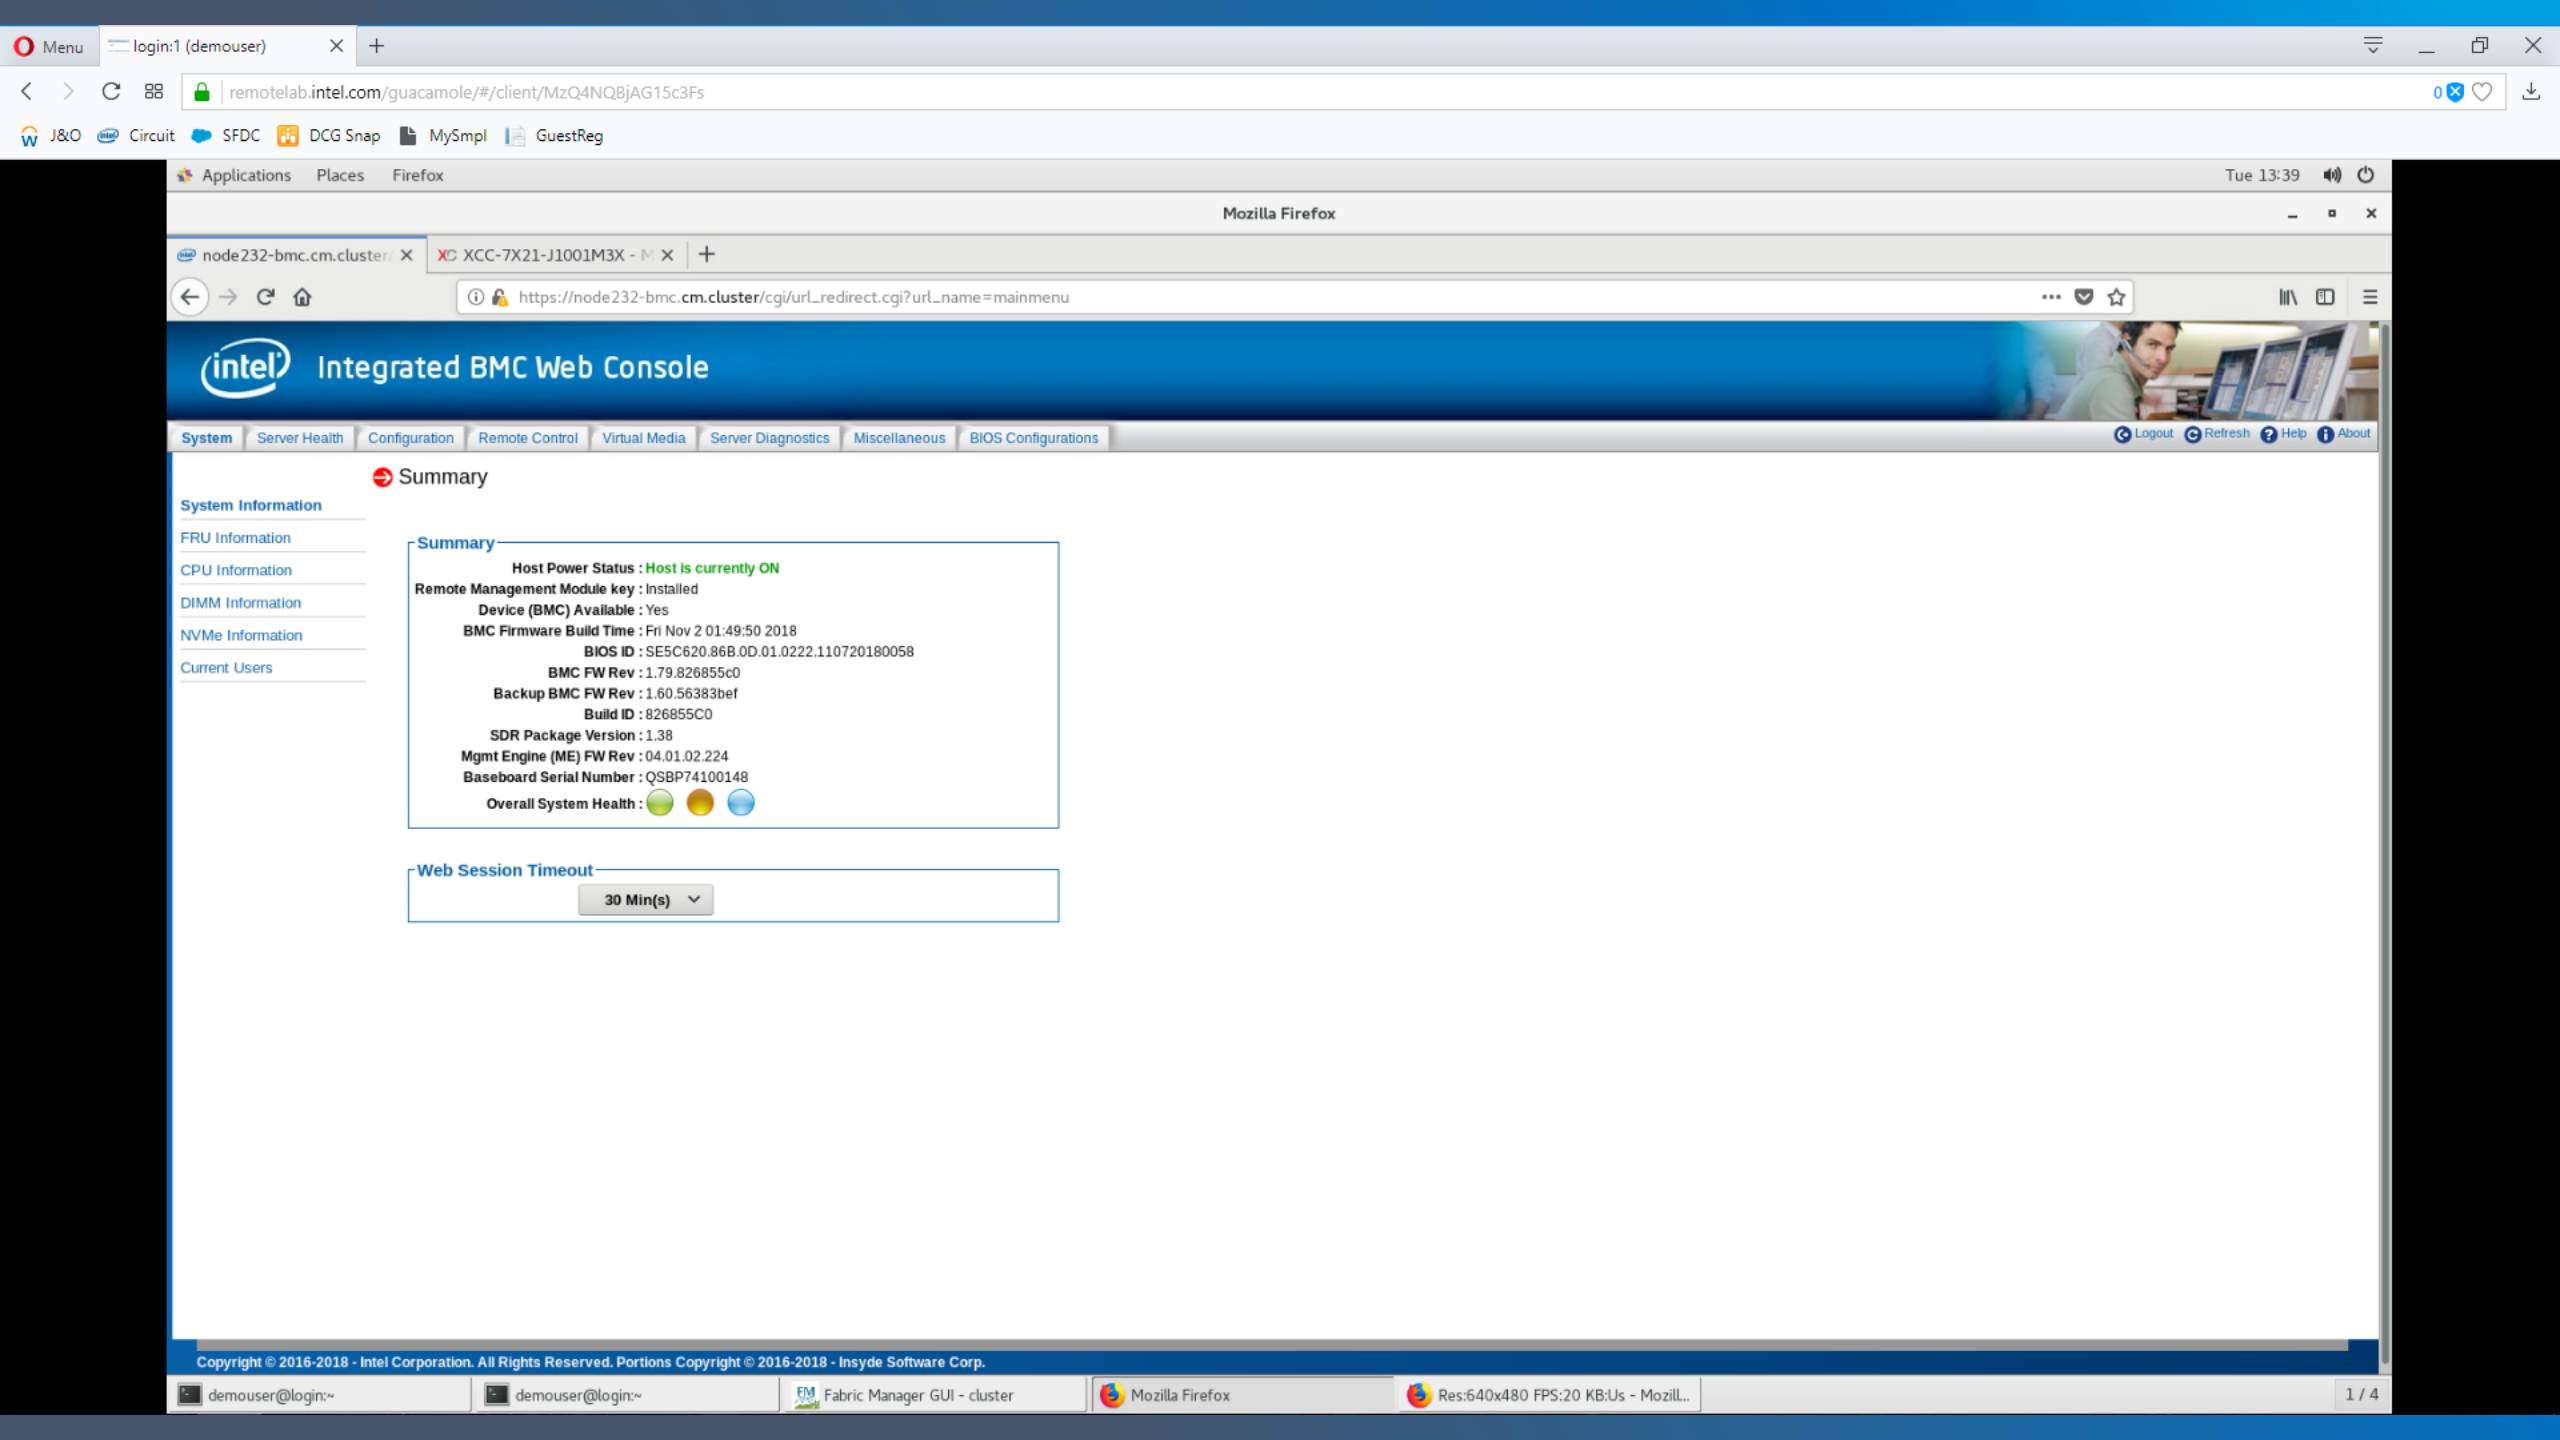 Menu
login:1 (demouser)
remotelab.intel.com/guacamole/#/client/MzQ4NQBjAG15c3Fs
0
J&O
Circuit
SFDC
DCG Snap
MySmpl
GuestReg
Applications Places Firefox
Tue 13:39
Mozilla Firefox
node232-bmc.cm.cluster/
XCC-7X21-J1001M3X - M
https://node232-bmc.cm.cluster/cgi/url_redirect.cgi?url_name=mainmenu
intel Integrated BMC Web Console
System Server Health Configuration Remote Control Virtual Media Server Diagnostics Miscellaneous BIOS Configurations
Logout Refresh Help About
Summary
System Information
FRU Information
CPU Information
DIMM Information
NVMe Information
Current Users
Summary
Host Power Status : Host is currently ON
Remote Management Module key : Installed
Device (BMC) Available : Yes
BMC Firmware Build Time : Fri Nov 2 01:49:50 2018
BIOS ID : SE5C620.86B.0D.01.0222.110720180058
BMC FW Rev : 1.79.826855c0
Backup BMC FW Rev : 1.60.56383bef
Build ID : 826855C0
SDR Package Version : 1.38
Mgmt Engine (ME) FW Rev : 04.01.02.224
Baseboard Serial Number : QSBP74100148
Overall System Health :
Web Session Timeout
30 Min(s)
Copyright © 2016-2018 - Intel Corporation. All Rights Reserved. Portions Copyright © 2016-2018 - Insyde Software Corp.
demouser@login:~
demouser@login:~
FM Fabric Manager GUI - cluster
Mozilla Firefox
Res:640x480 FPS:20 KB:Us - Mozill...
1 / 4